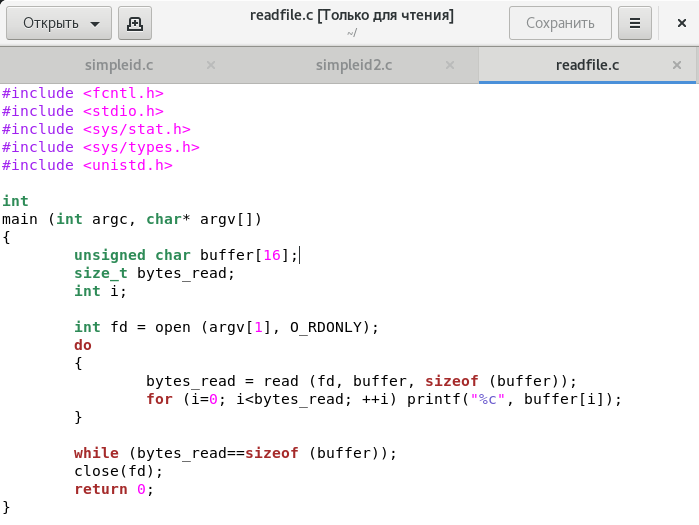 Открыть
readfile.c [Только для чтения]
~/
Сохранить
simpleid.c
simpleid2.c
readfile.c
#include <fcntl.h>
#include <stdio.h>
#include <sys/stat.h>
#include <sys/types.h>
#include <unistd.h>
int
main (int argc, char* argv[])
{
unsigned char buffer[16];
size_t bytes_read;
int i;
int fd = open (argv[1], O_RDONLY);
do
{
bytes_read = read (fd, buffer, sizeof (buffer));
for (i=0; i<bytes_read; ++i) printf("%c", buffer[i]);
}
while (bytes_read==sizeof (buffer));
close(fd);
return 0;
}